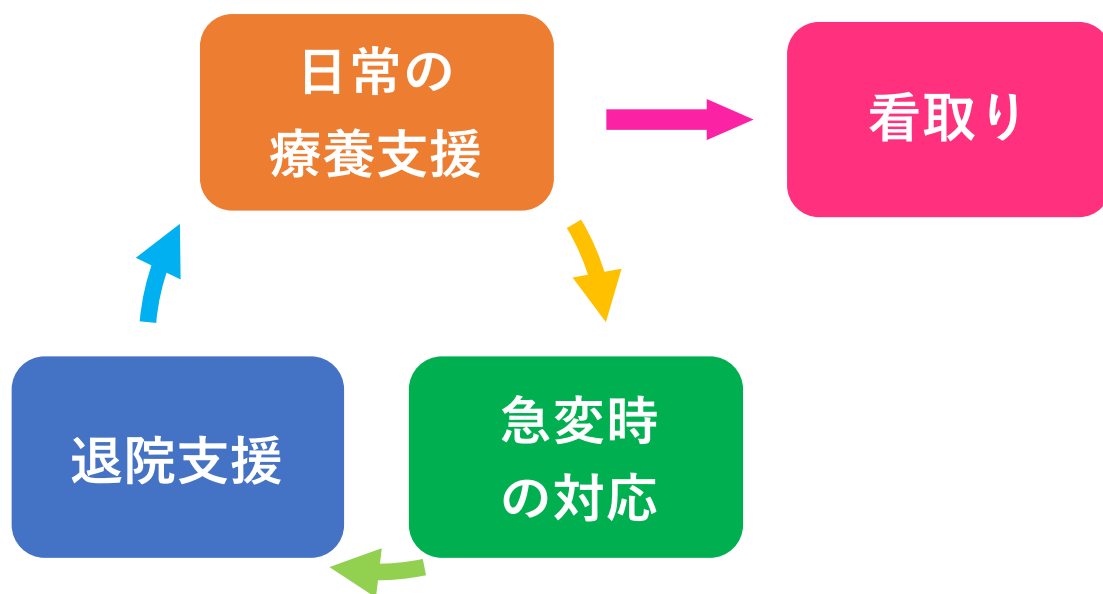 日常の
療養支援
看取り
退院支援
急変時
の対応